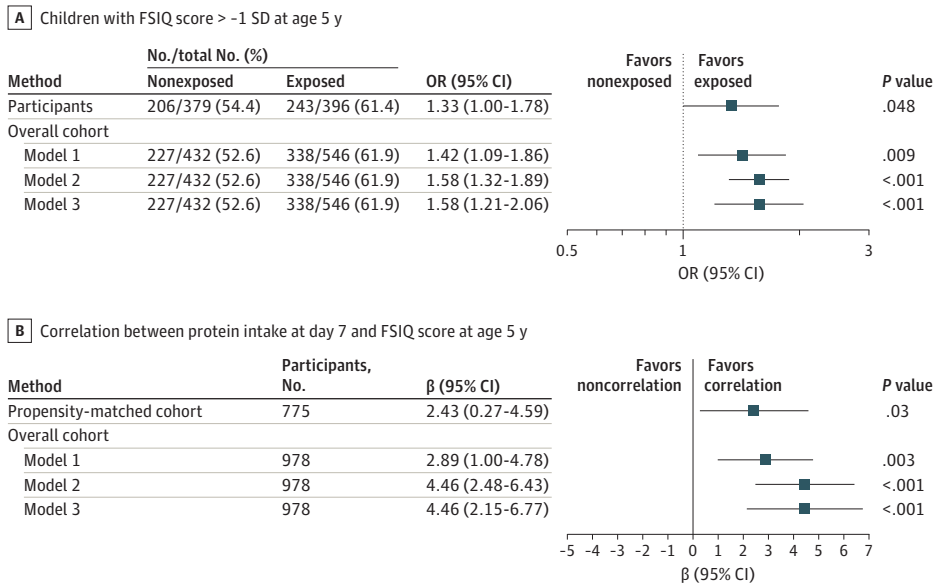 A Children with FSIQ score > -1 SD at age 5 y
No./total No. (%)
Method Nonexposed Exposed OR (95% CI) Favors nonexposed Favors exposed P value
Participants 206/379 (54.4) 243/396 (61.4) 1.33 (1.00-1.78) .048
Overall cohort
Model 1 227/432 (52.6) 338/546 (61.9) 1.42 (1.09-1.86) .009
Model 2 227/432 (52.6) 338/546 (61.9) 1.58 (1.32-1.89) <.001
Model 3 227/432 (52.6) 338/546 (61.9) 1.58 (1.21-2.06) <.001
0.5 1 3
OR (95% CI)
B Correlation between protein intake at day 7 and FSIQ score at age 5 y
Method Participants, No. β (95% CI) Favors noncorrelation Favors correlation P value
Propensity-matched cohort 775 2.43 (0.27-4.59) .03
Overall cohort
Model 1 978 2.89 (1.00-4.78) .003
Model 2 978 4.46 (2.48-6.43) <.001
Model 3 978 4.46 (2.15-6.77) <.001
-5 -4 -3 -2 -1 0 1 2 3 4 5 6 7
β (95% CI)